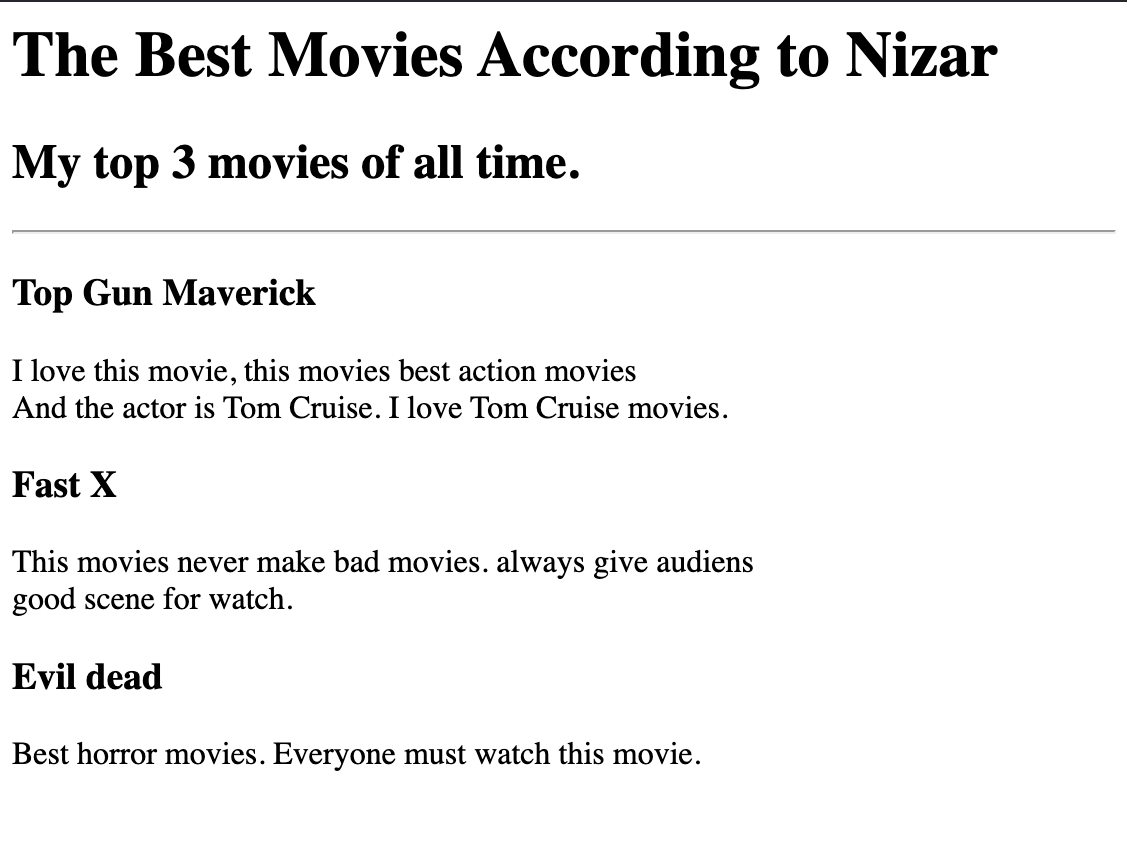 The Best Movies According to Nizar
My top 3 movies of all time.
Top Gun Maverick
I love this movie, this movies best action movies
And the actor is Tom Cruise. I love Tom Cruise movies.
Fast X
This movies never make bad movies. always give audiens
good scene for watch.
Evil dead
Best horror movies. Everyone must watch this movie.